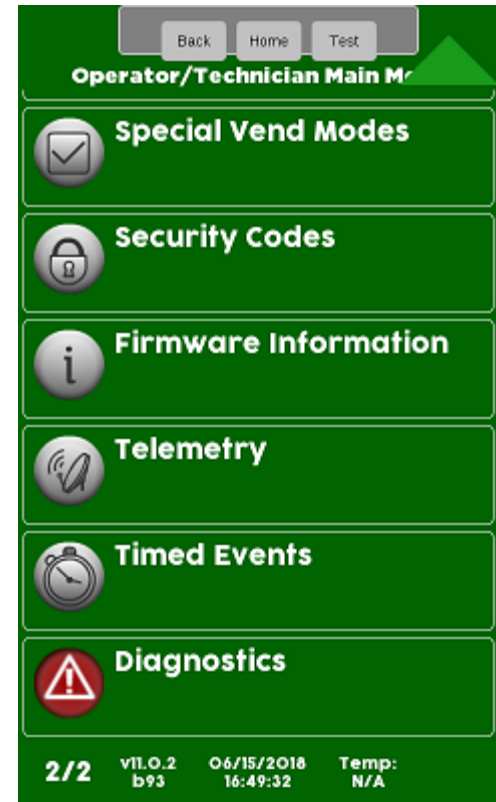 Back Home Test
Operator/Technician Main
Special Vend Modes
Security Codes
Firmware Information
Telemetry
Timed Events
Diagnostics
2/2 v11.0.2 06/15/2018 Temp:
b93 16:49:32 N/A